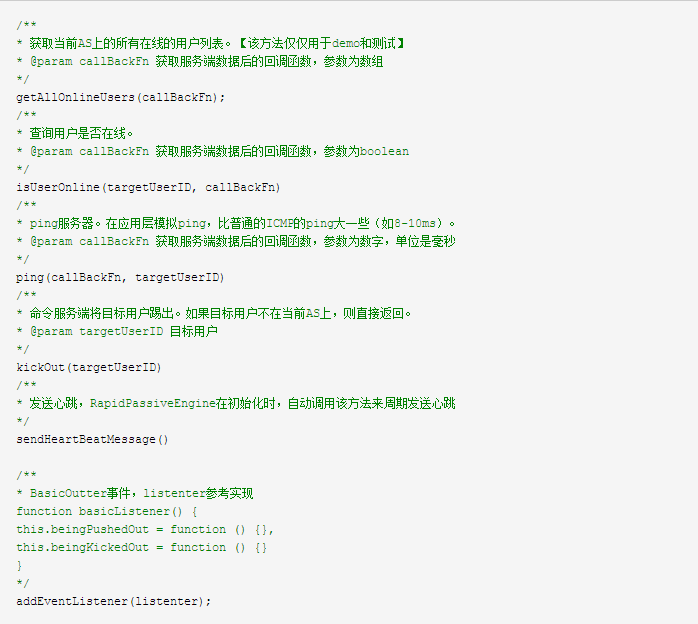 /**
* 获取当前AS上的所有在线的用户列表。【该方法仅仅用于demo和测试】
* @param callBackFn 获取服务端数据后的回调函数，参数为数组
*/
getAllOnlineUsers(callBackFn);
/**
* 查询用户是否在线。
* @param callBackFn 获取服务端数据后的回调函数，参数为boolean
*/
isUserOnline(targetUserID, callBackFn)
/**
* ping服务器。在应用层模拟ping，比普通的ICMP的ping大一些（如8-10ms）。
* @param callBackFn 获取服务端数据后的回调函数，参数为数字，单位是毫秒
*/
ping(callBackFn, targetUserID)
/**
* 命令服务端将目标用户踢出。如果目标用户不在当前AS上，则直接返回。
* @param targetUserID 目标用户
*/
kickOut(targetUserID)
/**
* 发送心跳，RapidPassiveEngine在初始化时，自动调用该方法来周期发送心跳
*/
sendHeartBeatMessage()
/**
* BasicOutter事件，listenter参考实现
function basicListener() {
this.beingPushedOut = function () {},
this.beingKickedOut = function () {}
}
*/
addEventListener(listenter);